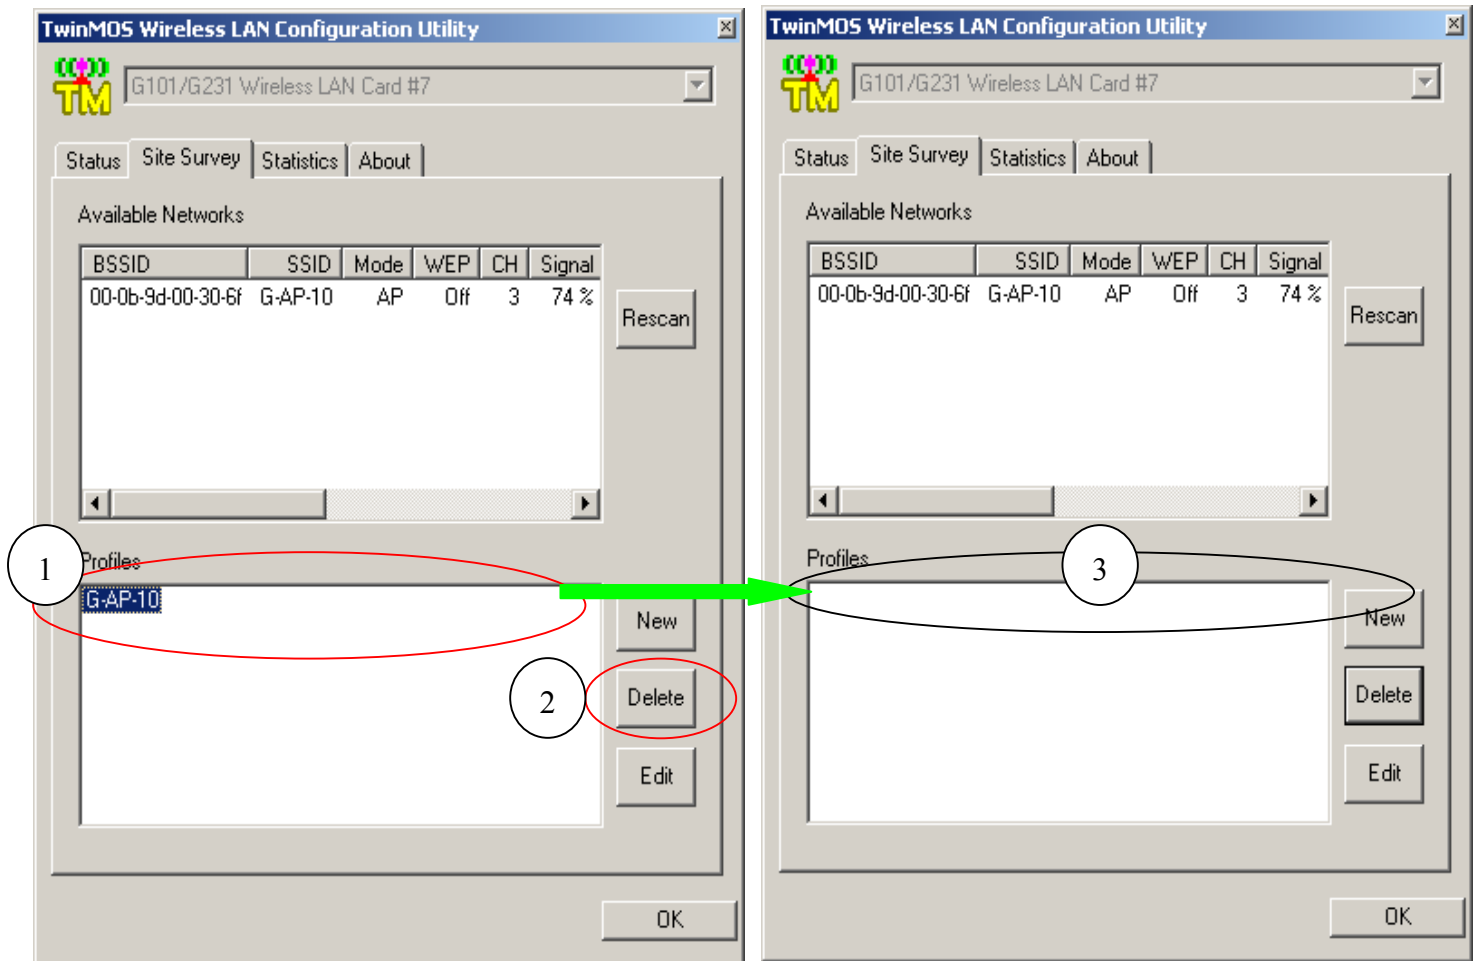 TwinMOS Wireless LAN Configuration Utility
TM
G101/G231 Wireless LAN Card #7
Status Site Survey Statistics About
Available Networks
BSSID SSID Mode WEP CH Signal
00-0b-9d-00-30-6f G-AP-10 AP Off 3 74 %
Rescan
1
Profiles
G-AP-10
New
2
Delete
Edit
OK
TwinMOS Wireless LAN Configuration Utility
TM
G101/G231 Wireless LAN Card #7
Status Site Survey Statistics About
Available Networks
BSSID SSID Mode WEP CH Signal
00-0b-9d-00-30-6f G-AP-10 AP Off 3 74 %
Rescan
Profiles
3
New
Delete
Edit
OK